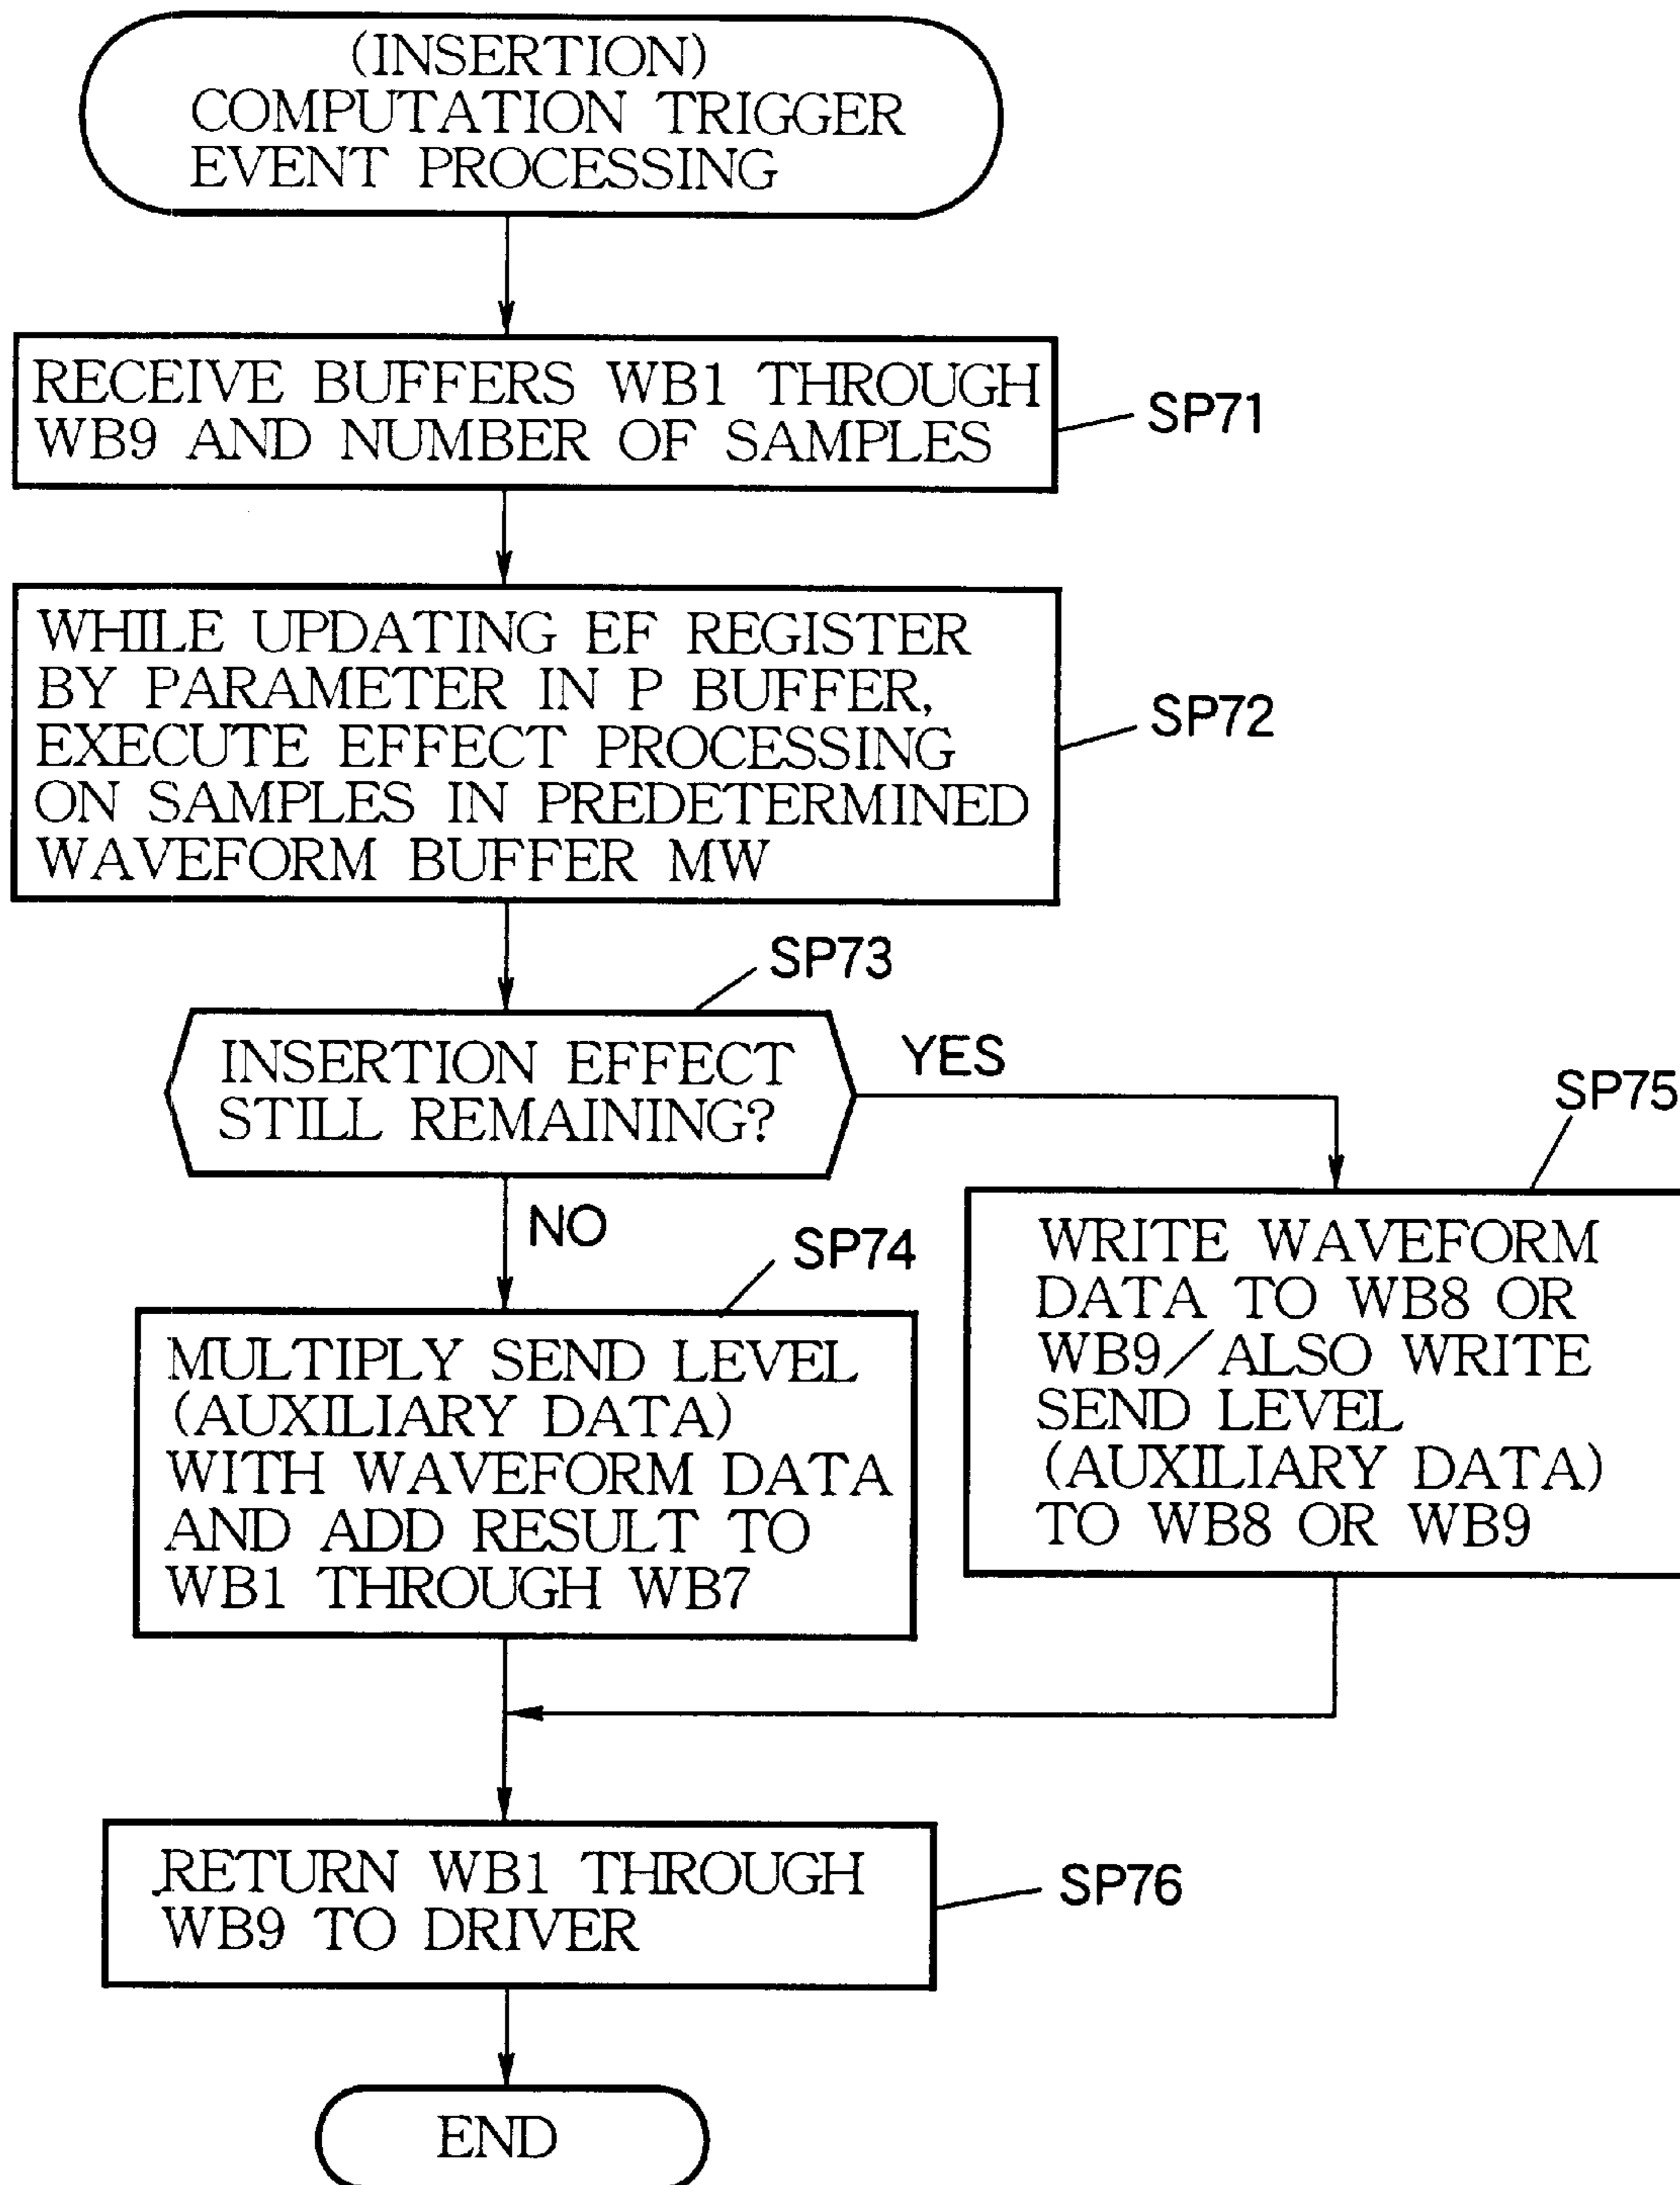 (INSERTION)
COMPUTATION TRIGGER
EVENT PROCESSING
RECEIVE BUFFERS WB1 THROUGH
WB9 AND NUMBER OF SAMPLES
SP71
WHILE UPDATING EF REGISTER
BY PARAMETER IN P BUFFER,
EXECUTE EFFECT PROCESSING
ON SAMPLES IN PREDETERMINED
WAVEFORM BUFFER MW
SP72
SP73
INSERTION EFFECT
STILL REMAINING?
YES
NO
SP74
MULTIPLY SEND LEVEL
(AUXILIARY DATA)
WITH WAVEFORM DATA
AND ADD RESULT TO
WB1 THROUGH WB7
SP75
WRITE WAVEFORM
DATA TO WB8 OR
WB9/ALSO WRITE
SEND LEVEL
(AUXILIARY DATA)
TO WB8 OR WB9
RETURN WB1 THROUGH
WB9 TO DRIVER
SP76
END